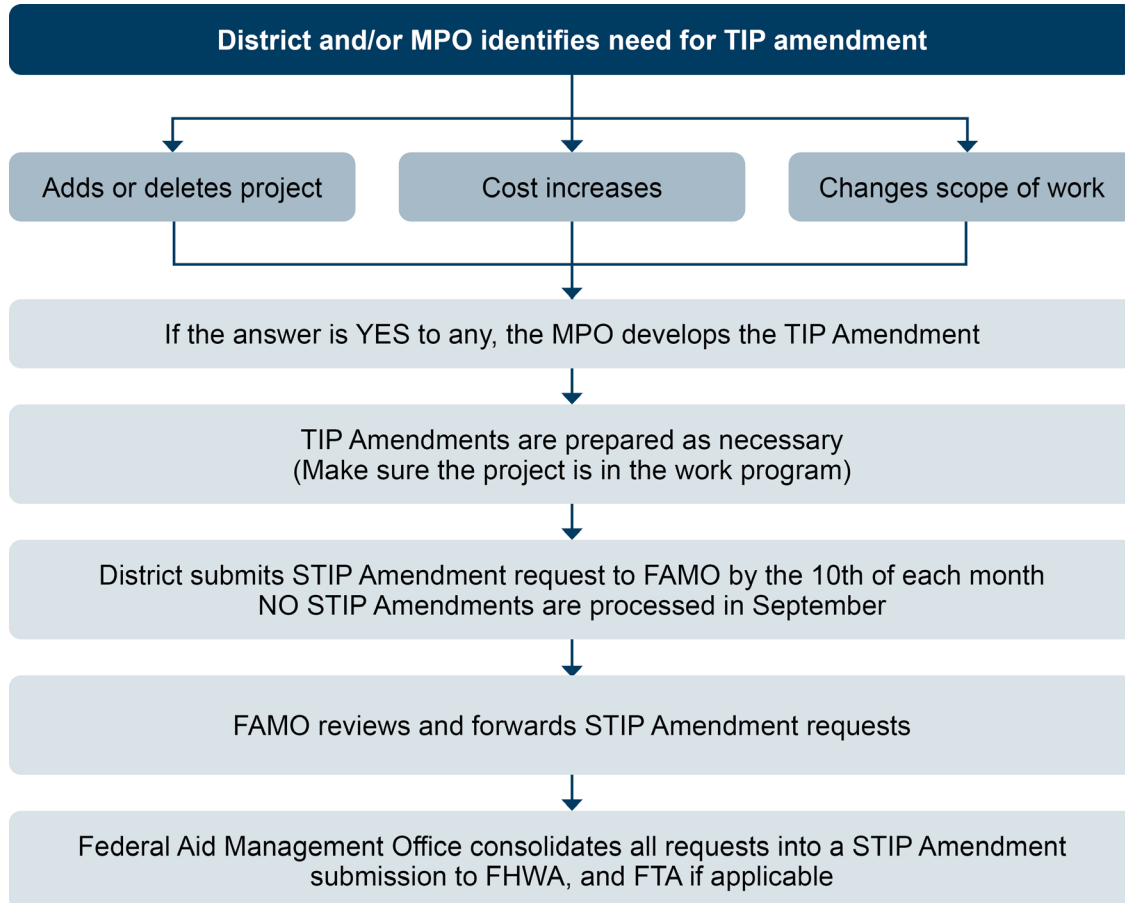 District and/or MPO identifies need for TIP amendment
Adds or deletes project
Cost increases
Changes scope of work
If the answer is YES to any, the MPO develops the TIP Amendment
TIP Amendments are prepared as necessary
(Make sure the project is in the work program)
District submits STIP Amendment request to FAMO by the 10th of each month
NO STIP Amendments are processed in September
FAMO reviews and forwards STIP Amendment requests
Federal Aid Management Office consolidates all requests into a STIP Amendment
submission to FHWA, and FTA if applicable